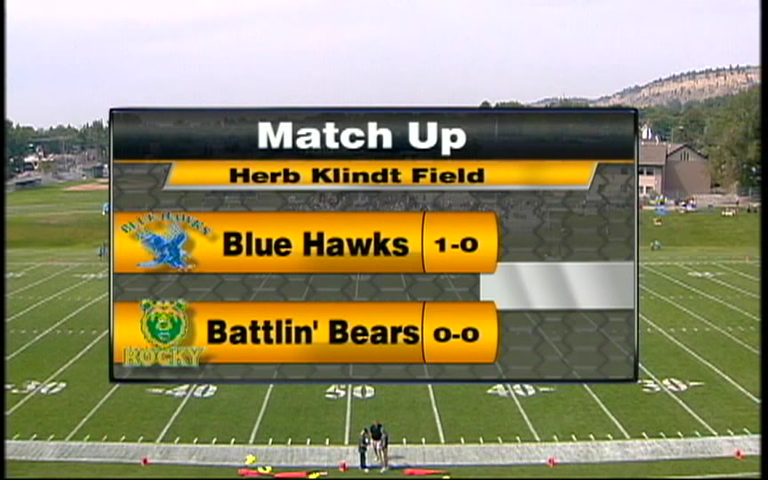 Match Up
Herb Klindt Field
BLUE HAWKS
Blue Hawks 1-0
Battlin' Bears 0-0
ROCKY
30 40 50 40 30